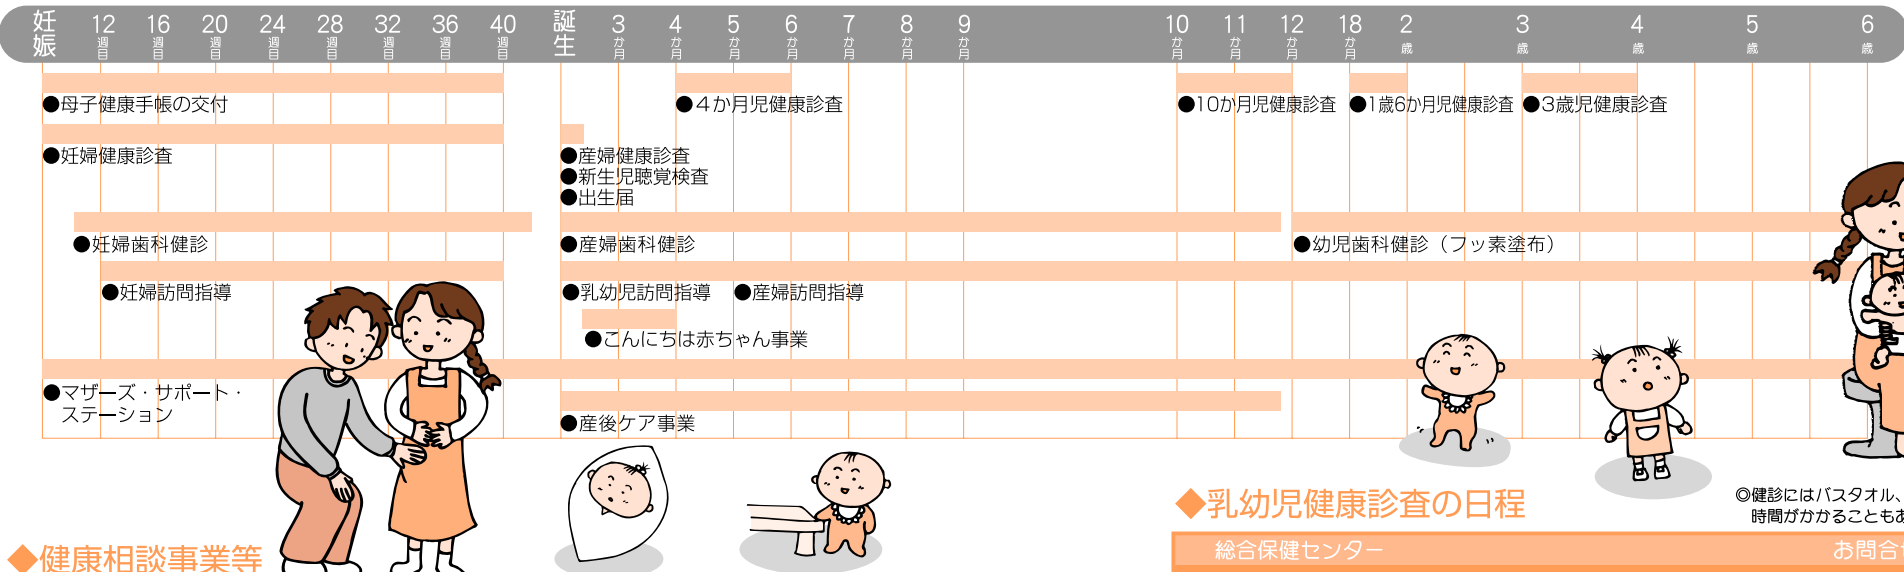 妊娠 12週目 16週目 20週目 24週目 28週目 32週目 36週目 40週目 誕生 3か月 4か月 5か月 6か月 7か月 8か月 9か月 10か月 11か月 12か月 18か月 2歳 3歳 4歳 5歳 6歳
●母子健康手帳の交付 ●4か月児健康診査 ●10か月児健康診査 ●1歳6か月児健康診査 ●3歳児健康診査
●妊婦健康診査 ●産婦健康診査
●新生児聴覚検査
●出生届
●妊婦歯科健診 ●産婦歯科健診 ●幼児歯科健診（フッ素塗布）
●妊婦訪問指導 ●乳幼児訪問指導 ●産婦訪問指導
●こんにちは赤ちゃん事業
●マザーズ・サポート・
ステーション
●産後ケア事業
◆乳幼児健康診査の日程
◎健診にはバスタオル、
時間がかかることもあ
◆健康相談事業等
総合保健センター お問合せ